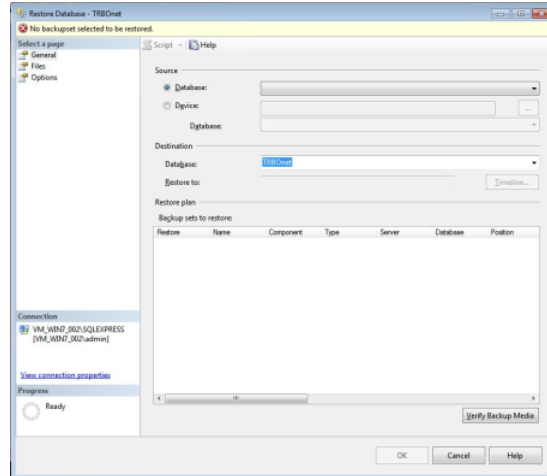 Restore Database - TRBOnet
No backupset selected to be restored.
Select a page
General
Files
Options
Script
Help
Source
Database:
Device:
...
Database:
Destination
Database:
TRBOnet
Restore to:
Timeline...
Restore plan
Backup sets to restore:
Restore Name Component Type Server Database Position
Connection
VM_WIN7_002\SQLEXPRESS
[VM_WIN7_002\admin]
View connection properties
Progress
Ready
Verify Backup Media
OK
Cancel
Help